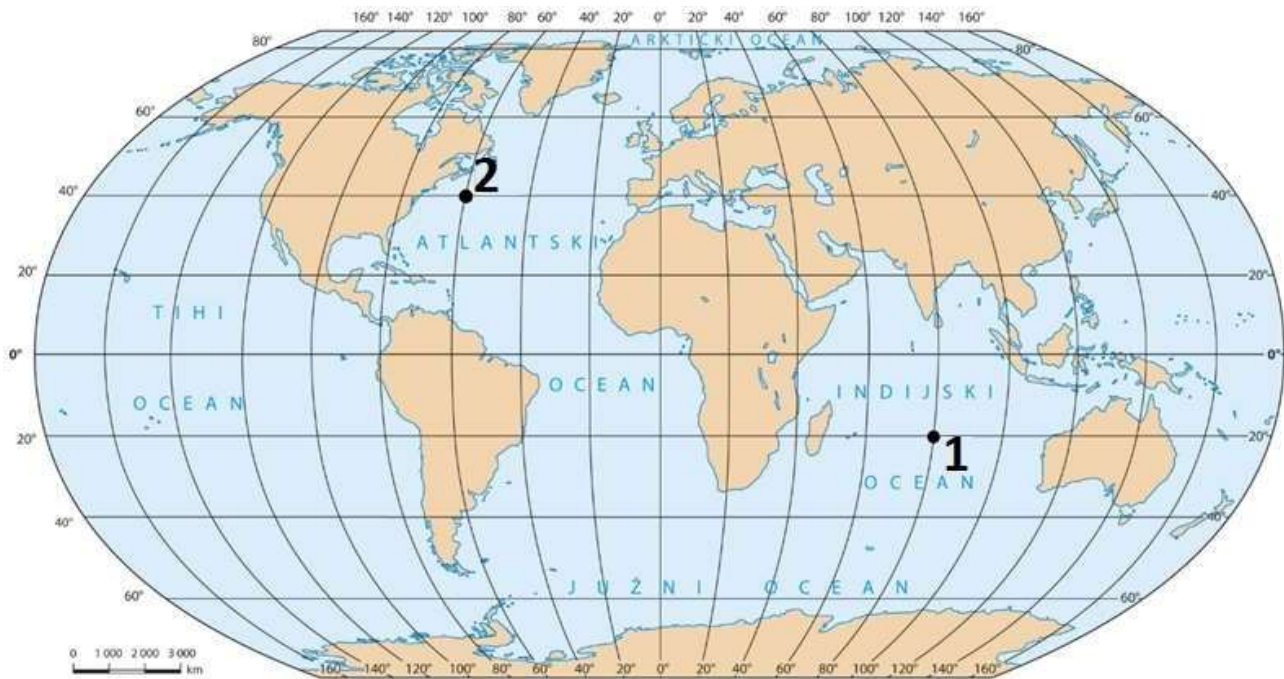 160° 140° 120° 100° 80° 60° 40° 20° 0° 20° 40° 60° 80° 100° 120° 140° 160°
ARKTIČKI OCEAN
80° 80°
60° 60°
2
40° 40°
ATLANTSKI
20° 20°
TIHI
0° 0°
OCEAN
INDIJSKI
OCEAN
20° 20°
1
OCEAN
40° 40°
JUŽNI OCEAN
60° 60°
0 1 000 2 000 3 000
km
160° 140° 120° 100° 80° 60° 40° 20° 0° 20° 40° 60° 80° 100° 120° 140° 160°